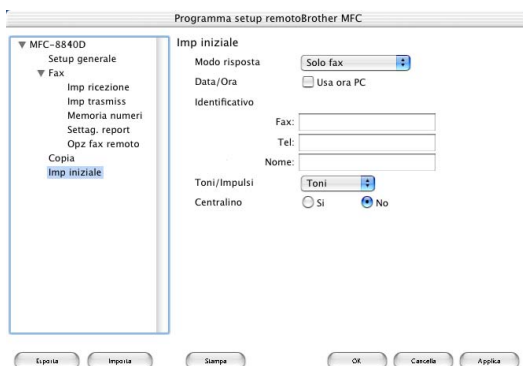 Programma setup remotoBrother MFC
MFC-8840D
Setup generale
Fax
Imp ricezione
Imp trasmiss
Memoria numeri
Settag. report
Opz fax remoto
Copia
Imp iniziale
Imp iniziale
Modo risposta
Solo fax
Data/Ora
Usa ora PC
Identificativo
Fax:
Tel:
Nome:
Toni/Impulsi
Toni
Centralino
Si
No
Esporta
Importa
Stampa
OK
Cancella
Applica